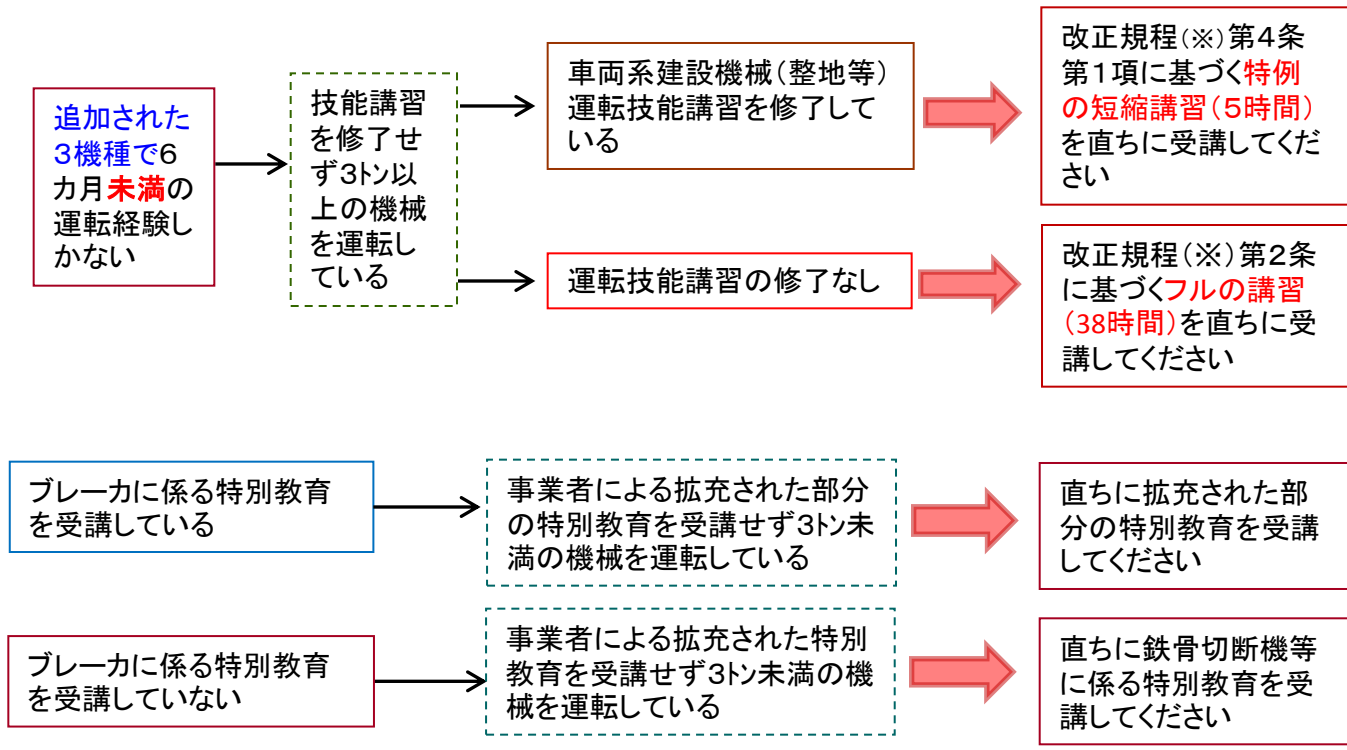 追加された
３機種で６
カ月未満の
運転経験し
かない
技能講習
を修了せ
ず３トン以
上の機械
を運転し
ている
車両系建設機械（整地等）
運転技能講習を修了して
いる
改正規程（※）第４条
第１項に基づく特例
の短縮講習（５時間）
を直ちに受講してくだ
さい
運転技能講習の修了なし
改正規程（※）第２条
に基づくフルの講習
（38時間）を直ちに受
講してください
ブレーカに係る特別教育
を受講している
事業者による拡充された部分
の特別教育を受講せず３トン未
満の機械を運転している
直ちに拡充された部
分の特別教育を受講
してください
ブレーカに係る特別教育
を受講していない
事業者による拡充された特別
教育を受講せず３トン未満の機
械を運転している
直ちに鉄骨切断機等
に係る特別教育を受
講してください